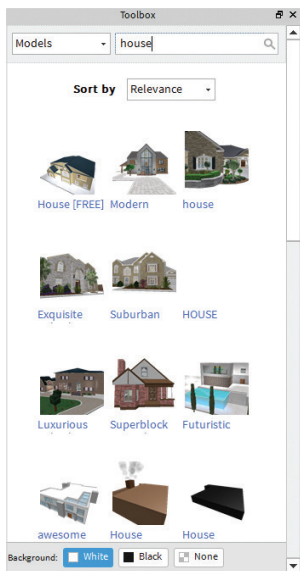 Toolbox
Models house
Sort by Relevance
House [FREE] Modern house
Exquisite Suburban HOUSE
Luxurious Superblock Futuristic
awesome House House
Background: White Black None